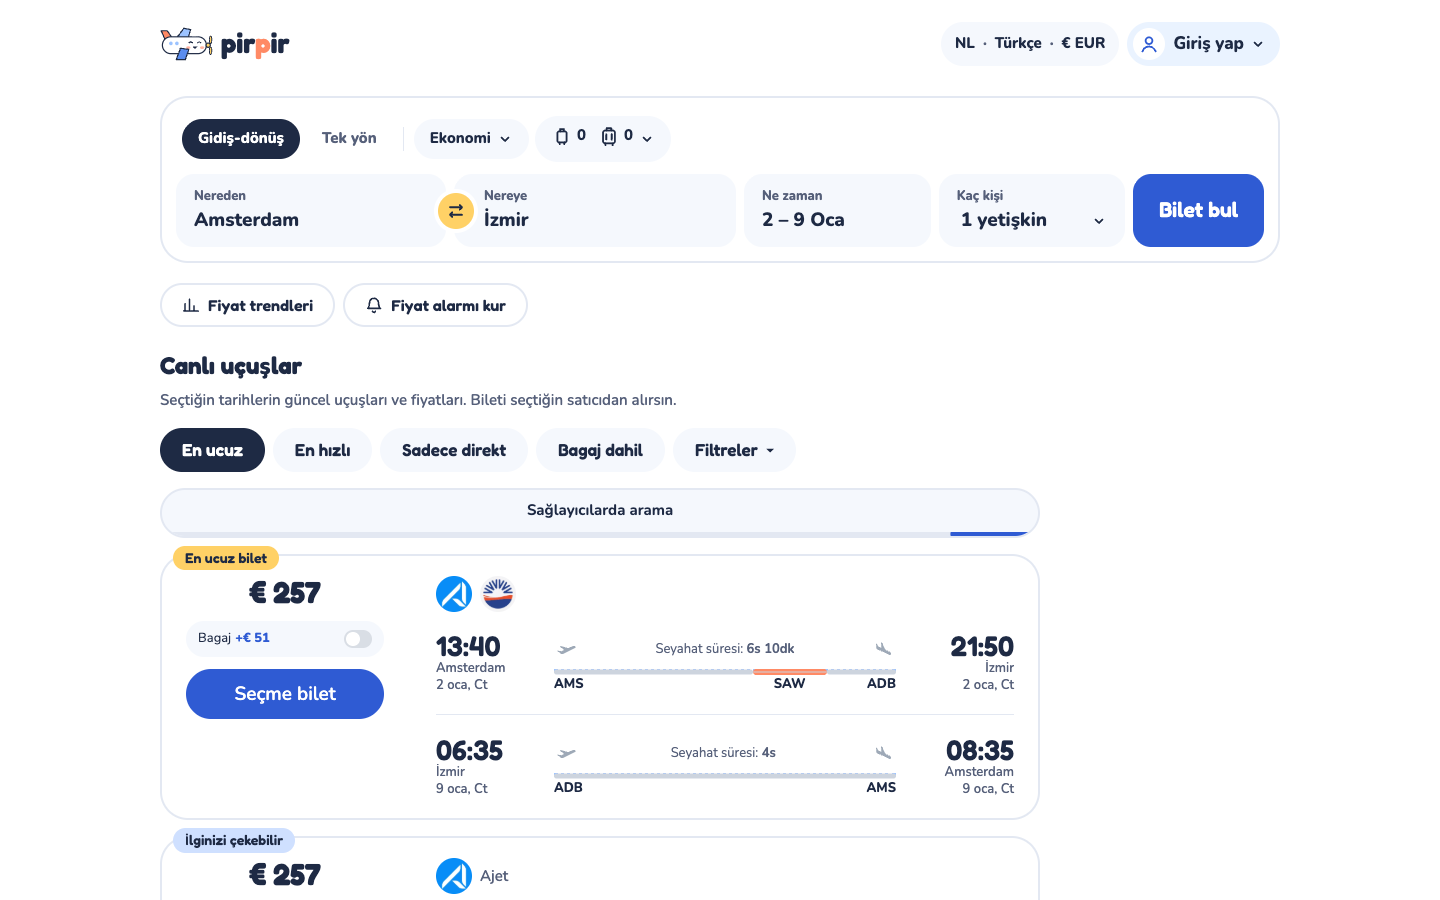 pirpir
NL · Türkçe · € EUR
Giriş yap
Gidiş-dönüş
Tek yön
Ekonomi
0
0
Nereden
Amsterdam
Nereye
İzmir
Ne zaman
2 – 9 Oca
Kaç kişi
1 yetişkin
Bilet bul
Fiyat trendleri
Fiyat alarmı kur
Canlı uçuşlar
Seçtiğin tarihlerin güncel uçuşları ve fiyatları. Bileti seçtiğin satıcıdan alırsın.
En ucuz
En hızlı
Sadece direkt
Bagaj dahil
Filtreler
Sağlayıcılarda arama
En ucuz bilet
€ 257
Bagaj +€ 51
Seçme bilet
13:40
Amsterdam
2 oca, Ct
Seyahat süresi: 6s 10dk
AMS
SAW
ADB
21:50
İzmir
2 oca, Ct
06:35
İzmir
9 oca, Ct
Seyahat süresi: 4s
ADB
AMS
08:35
Amsterdam
9 oca, Ct
İlginizi çekebilir
€ 257
Ajet